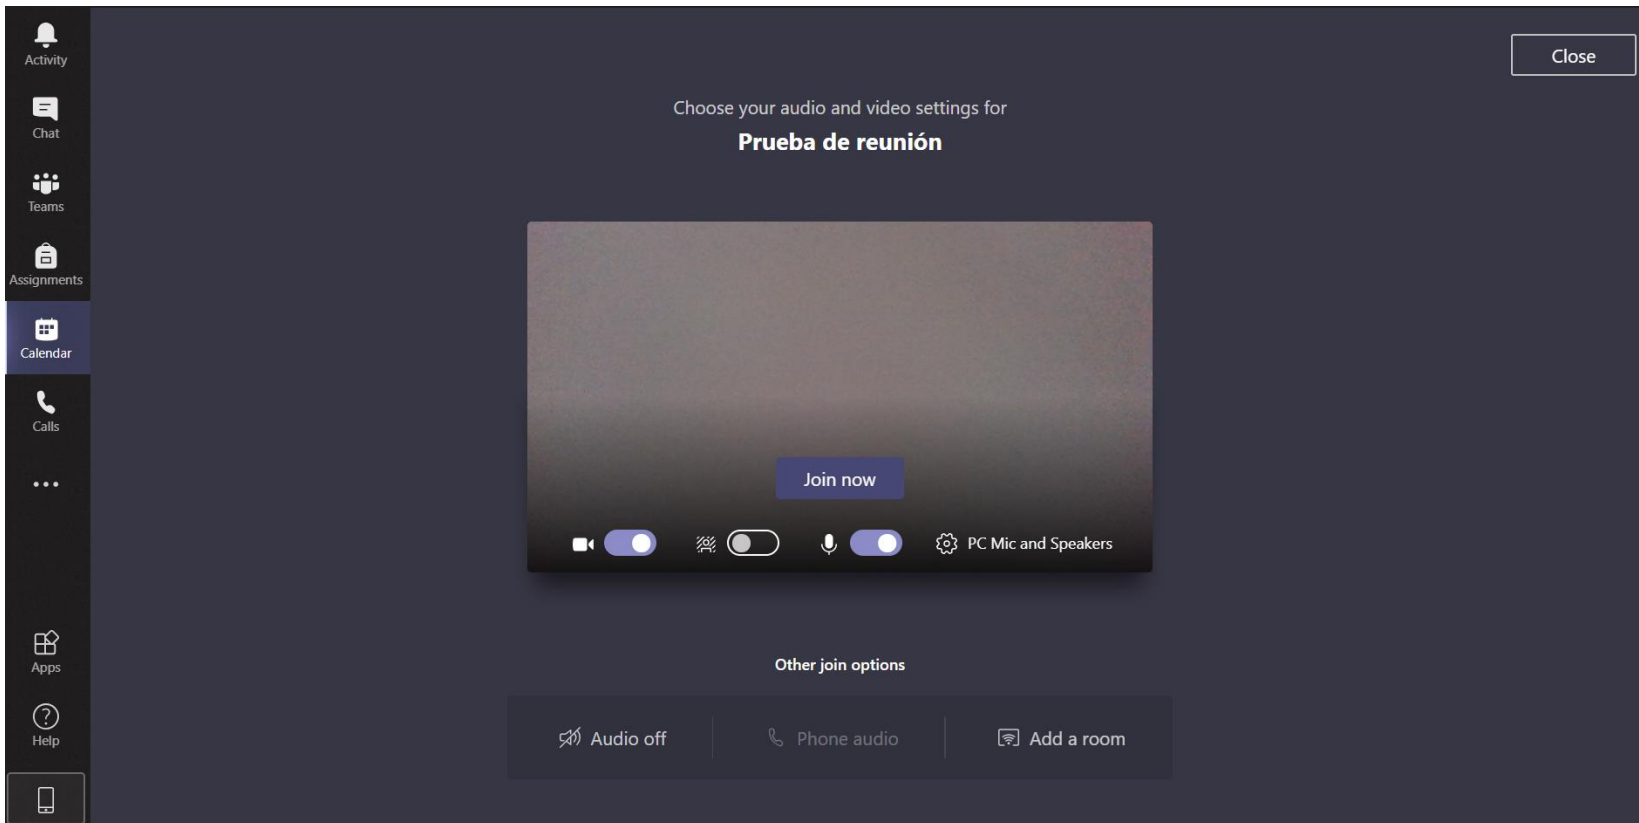 Activity
Chat
Teams
Assignments
Calendar
Calls
Apps
Help
Close
Choose your audio and video settings for
Prueba de reunión
Join now
PC Mic and Speakers
Other join options
Audio off
Phone audio
Add a room